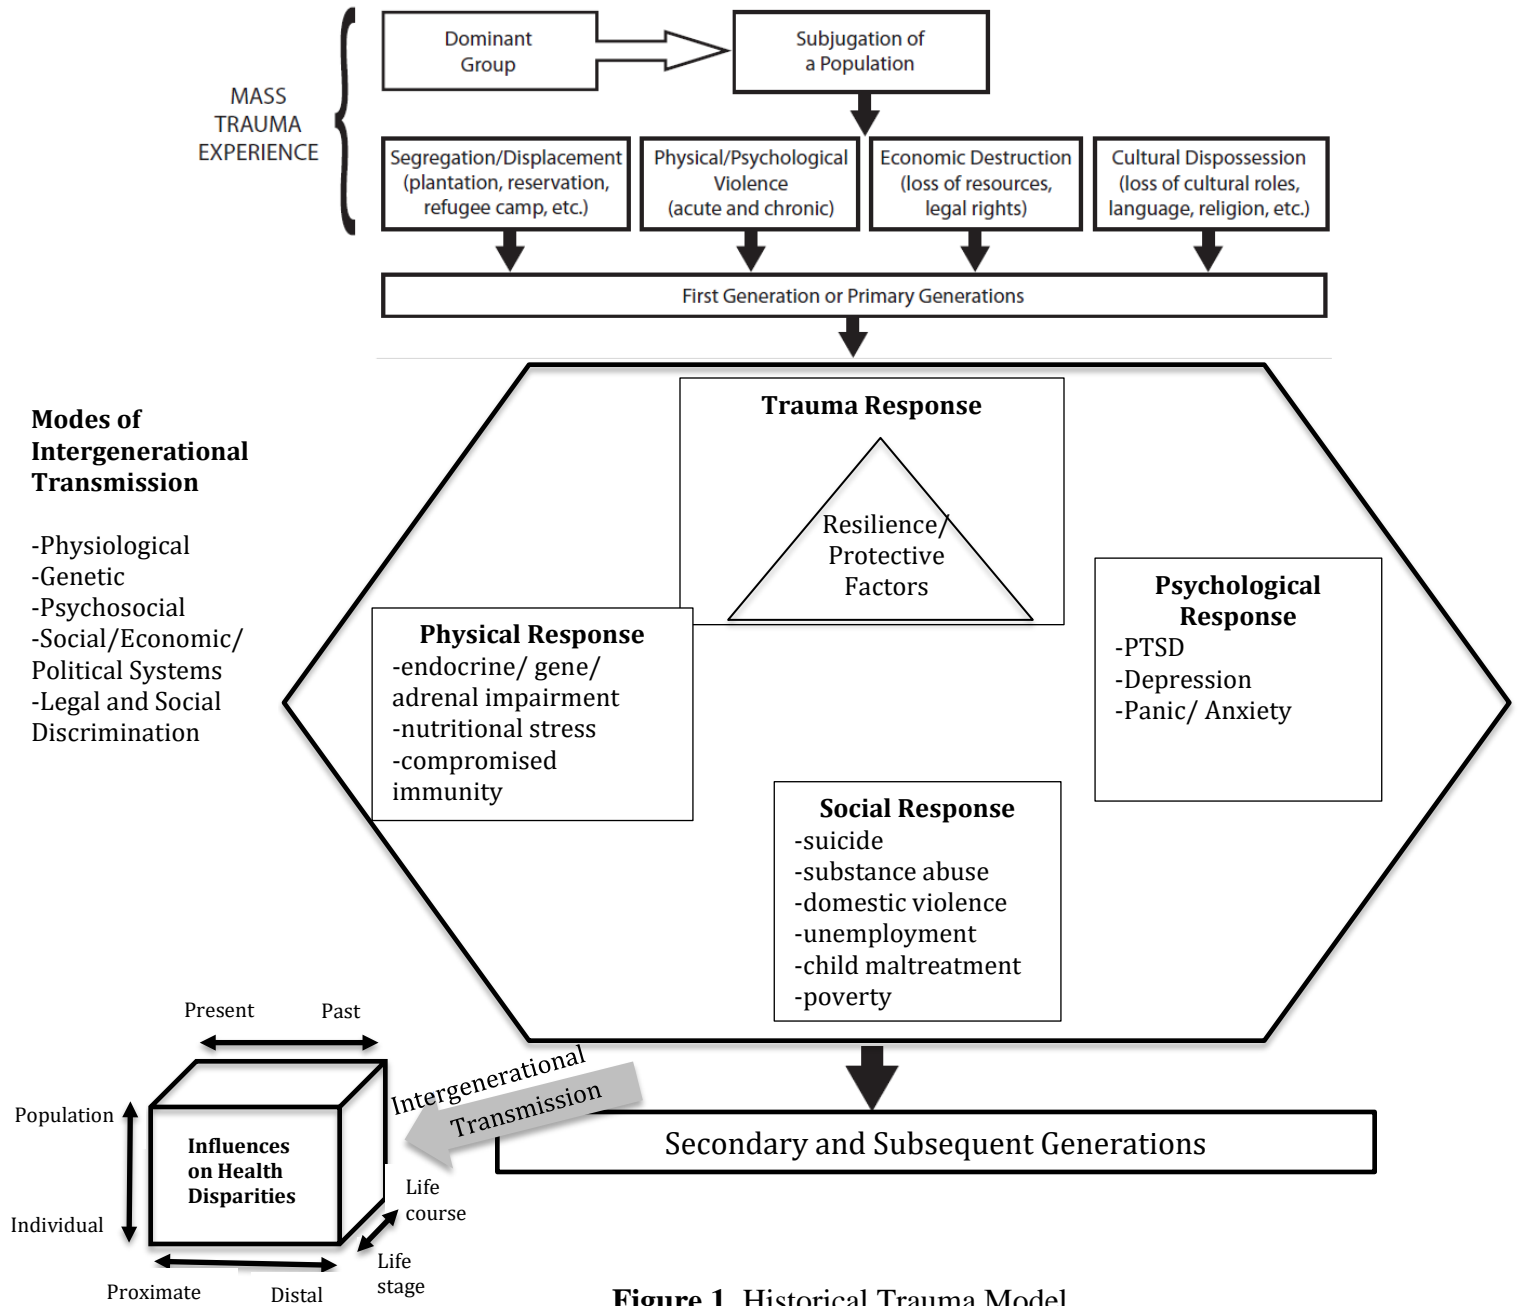 Dominant
Group
Subjugation of
a Population
MASS
TRAUMA
EXPERIENCE
Segregation/Displacement
(plantation, reservation,
refugee camp, etc.)
Physical/Psychological
Violence
(acute and chronic)
Economic Destruction
(loss of resources,
legal rights)
Cultural Dispossession
(loss of cultural roles,
language, religion, etc.)
First Generation or Primary Generations
Modes of
Intergenerational
Transmission
-Physiological
-Genetic
-Psychosocial
-Social/Economic/
Political Systems
-Legal and Social
Discrimination
Trauma Response
Resilience/
Protective
Factors
Physical Response
-endocrine/ gene/
adrenal impairment
-nutritional stress
-compromised
immunity
Psychological
Response
-PTSD
-Depression
-Panic/ Anxiety
Social Response
-suicide
-substance abuse
-domestic violence
-unemployment
-child maltreatment
-poverty
Intergenerational
Transmission
Secondary and Subsequent Generations
Present
Past
Population
Individual
Influences
on Health
Disparities
Life
course
Life
stage
Proximate
Distal
Figure 1. Historical Trauma Model